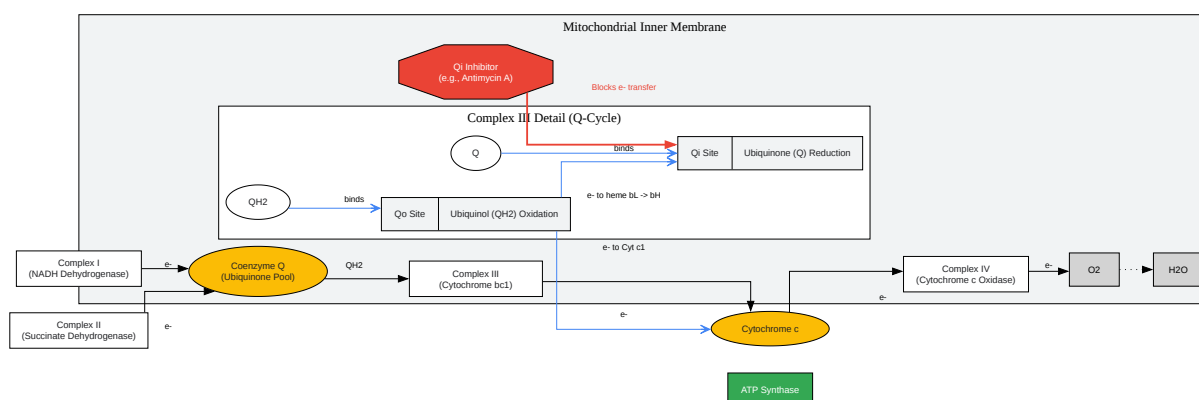 Mitochondrial Inner Membrane
Qi Inhibitor
(e.g., Antimycin A)
Blocks e- transfer
Complex III Detail (Q-Cycle)
Q
binds
Qi Site
Ubiquinone (Q) Reduction
QH2
binds
Qo Site
Ubiquinol (QH2) Oxidation
e- to heme bL -> bH
e- to Cyt c1
Complex I
(NADH Dehydrogenase)
e-
Coenzyme Q
(Ubiquinone Pool)
QH2
Complex III
(Cytochrome bc1)
Complex IV
(Cytochrome c Oxidase)
e-
O2
H2O
e-
Complex II
(Succinate Dehydrogenase)
e-
e-
Cytochrome c
ATP Synthase